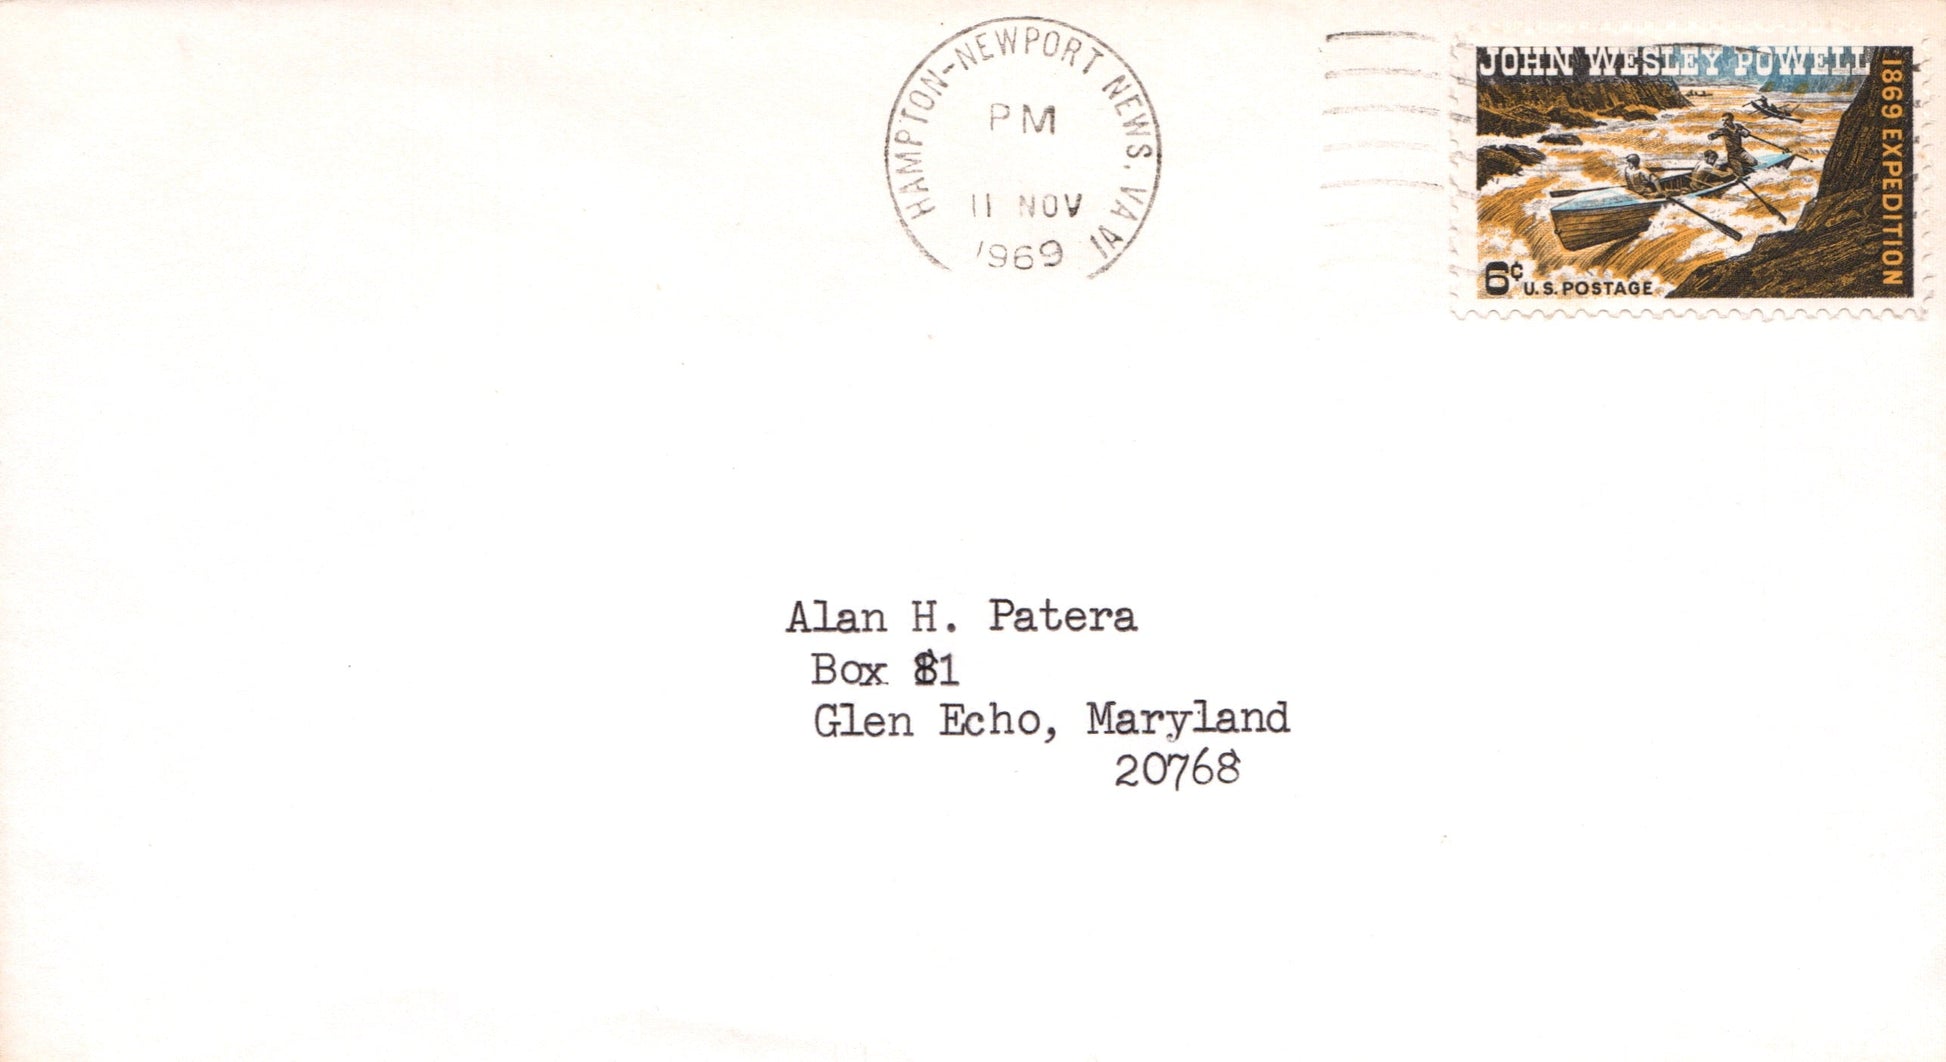 HAMPTON-NEWPORT NEWS, VA
PM
11 NOV
1969
JOHN WESLEY POWELL
1869 EXPEDITION
6¢ U.S. POSTAGE
Alan H. Patera
Box 81
Glen Echo, Maryland
20768